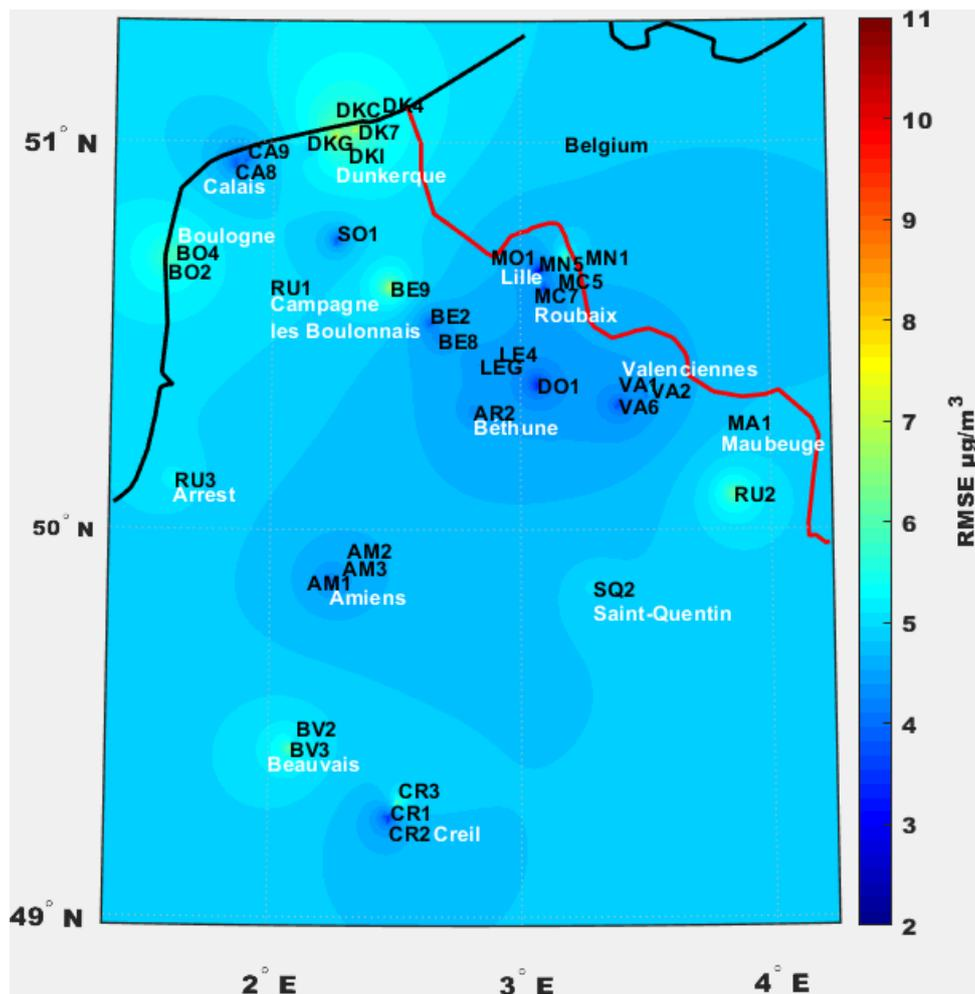 11
10
9
8
7
6
5
4
3
2
RMSE µg/m³
51° N
50° N
49° N
2° E
3° E
4° E
DKC
DK4
DK7
DKG
DKI
Dunkerque
Belgium
CA9
CA8
Calais
Boulogne
BO4
BO2
SO1
RU1
BE9
Campagne
les Boulonnais
BE2
BE8
MO1
MN5
MN1
Lille
MC5
MC7
Roubaix
LE4
LEG
DO1
AR2
Béthune
Valenciennes
VA1
VA2
VA6
MA1
Maubeuge
RU2
RU3
Arrest
AM2
AM3
AM1
Amiens
SQ2
Saint-Quentin
BV2
BV3
Beauvais
CR3
CR1
CR2 Creil